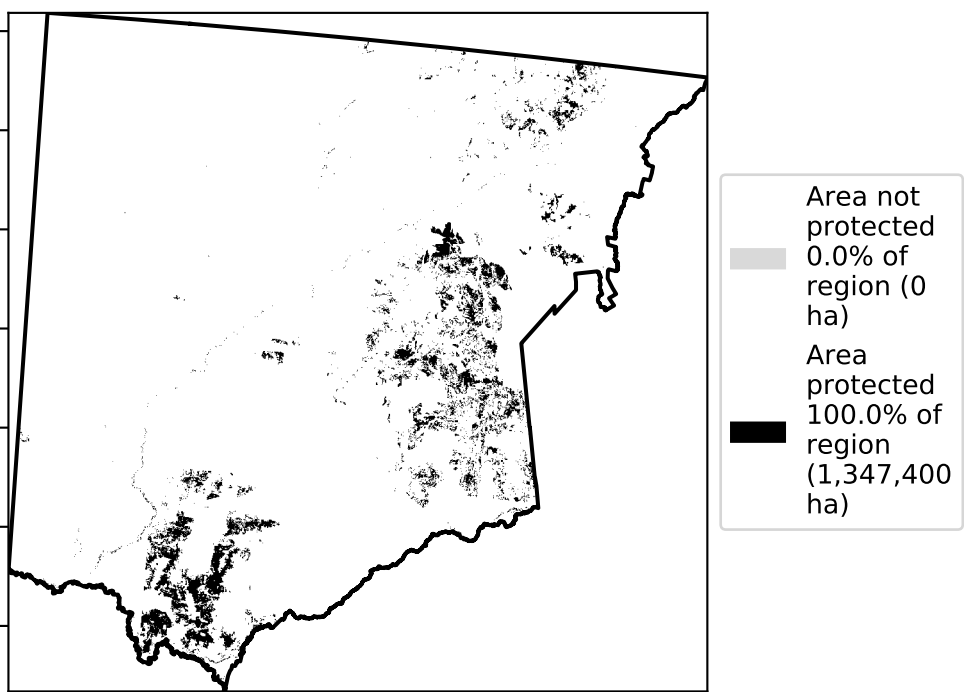 Area not
protected
0.0% of
region (0
ha)
Area
protected
100.0% of
region
(1,347,400
ha)